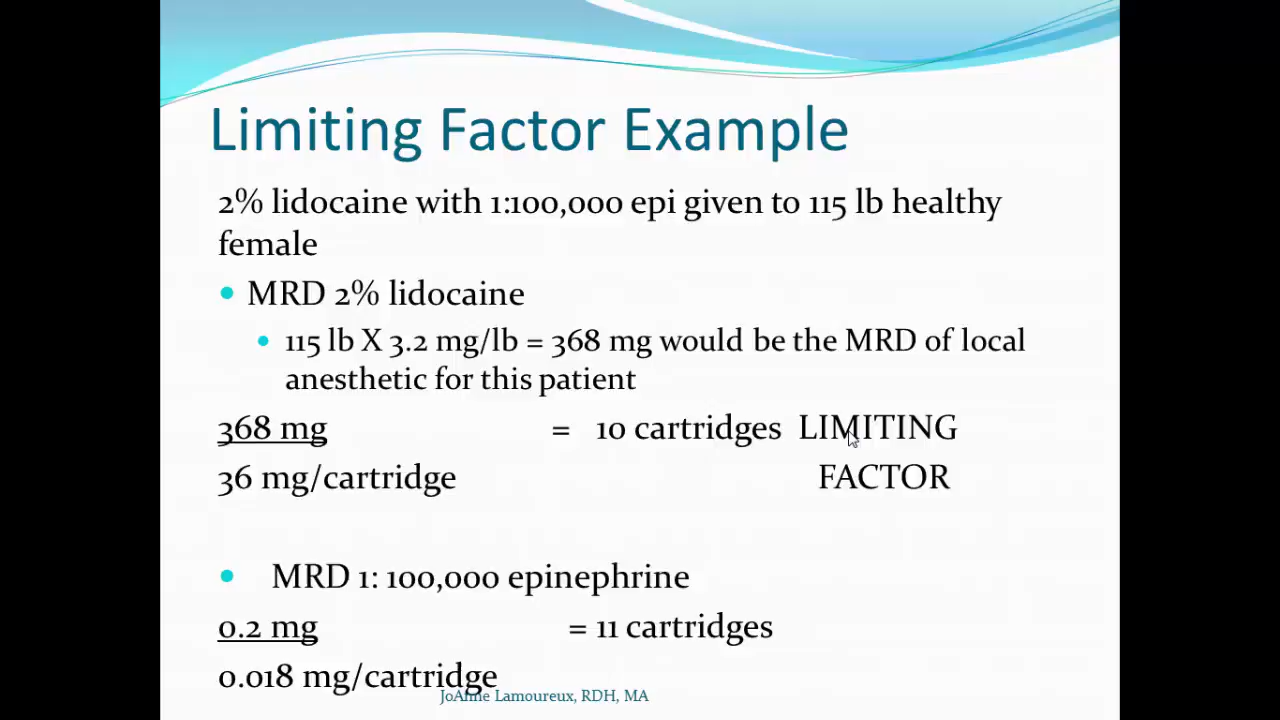 Limiting Factor Example
2% lidocaine with 1:100,000 epi given to 115 lb healthy
female
• MRD 2% lidocaine
• 115 lb X 3.2 mg/lb = 368 mg would be the MRD of local
anesthetic for this patient
368 mg = 10 cartridges LIMITING
36 mg/cartridge FACTOR
• MRD 1: 100,000 epinephrine
0.2 mg = 11 cartridges
0.018 mg/cartridge
JoAnne Lamoureux, RDH, MA